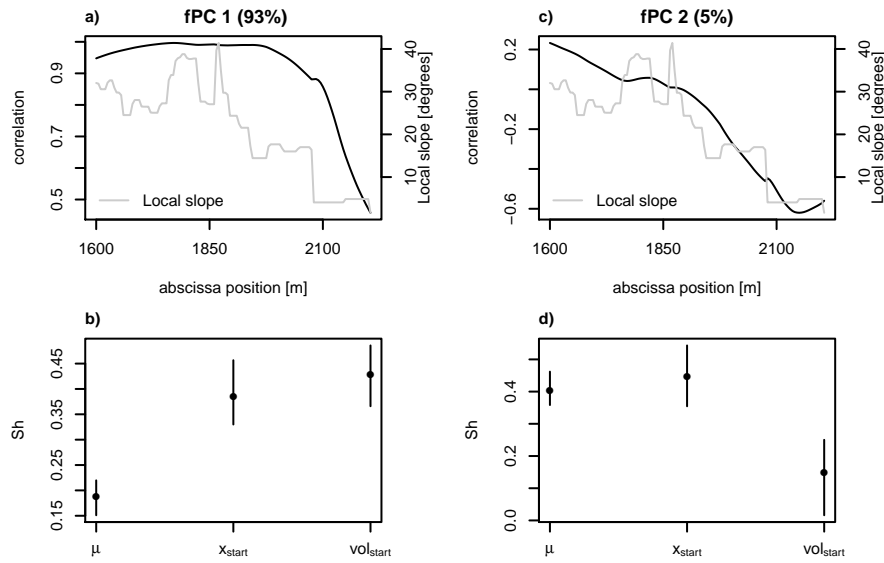 a) fPC 1 (93%)
correlation
0.5 0.7 0.9
Local slope
1600 1850 2100
abscissa position [m]
10 20 30 40
Local slope [degrees]
c) fPC 2 (5%)
correlation
−0.6 −0.2 0.2
Local slope
1600 1850 2100
abscissa position [m]
10 20 30 40
Local slope [degrees]
b)
Sh
0.15 0.25 0.35 0.45
μ xstart volstart
d)
Sh
0.0 0.2 0.4
μ xstart volstart